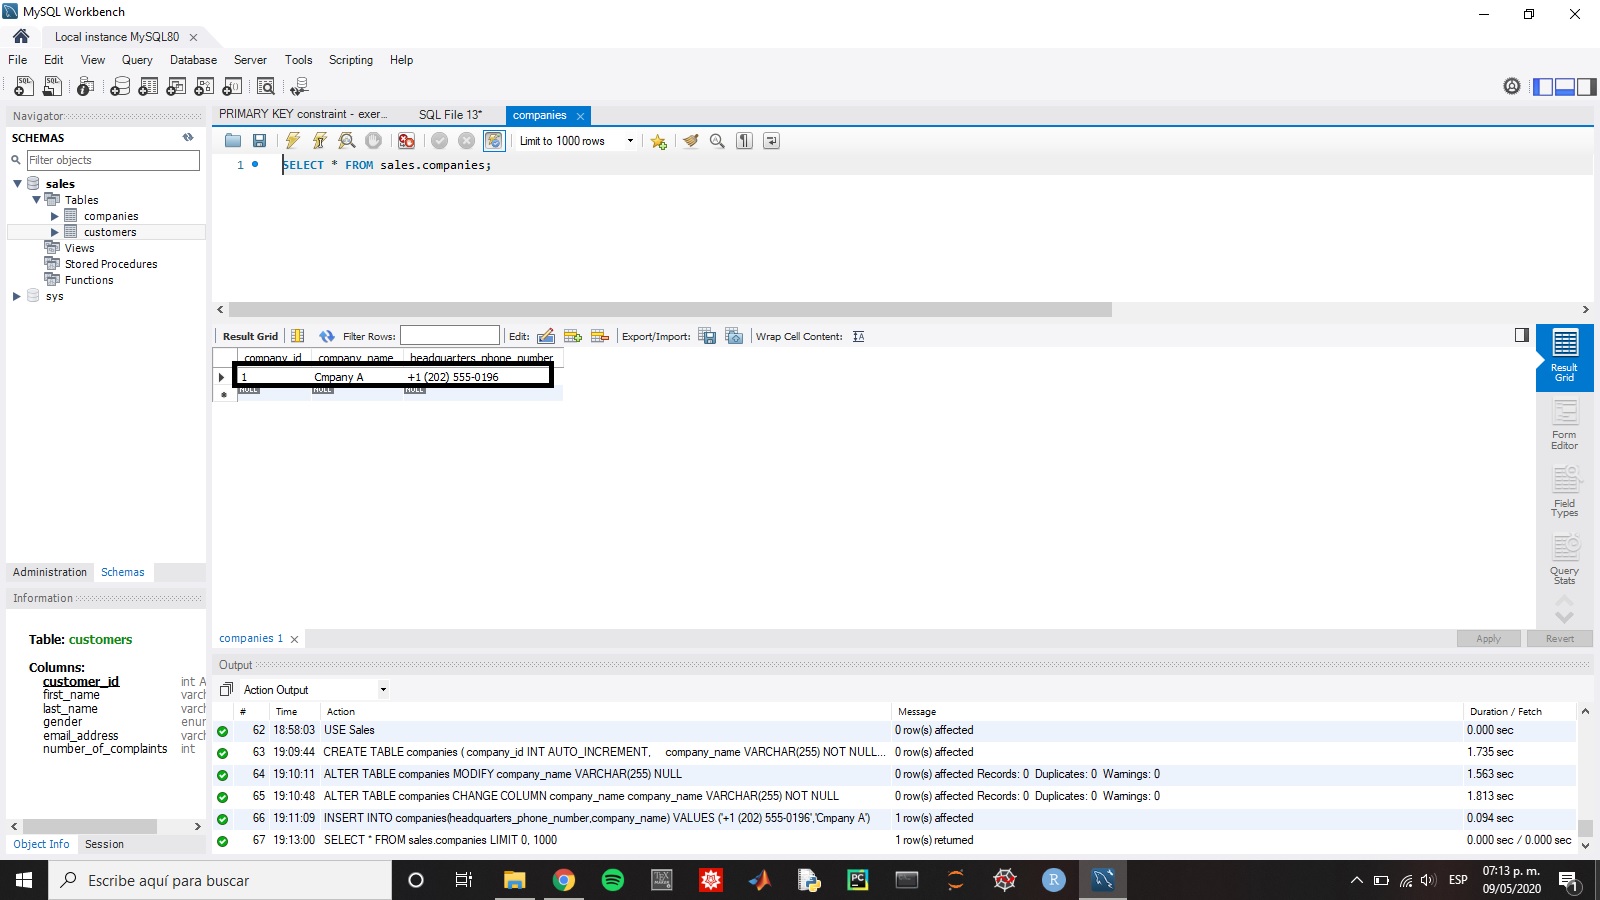 MySQL Workbench
Local instance MySQL80
File Edit View Query Database Server Tools Scripting Help
Navigator
SCHEMAS
Filter objects
sales
Tables
companies
customers
Views
Stored Procedures
Functions
sys
Administration Schemas
Information
Table: customers
Columns:
customer_id int A
first_name varch
last_name varch
gender enur
email_address varch
number_of_complaints int
Object Info Session
PRIMARY KEY constraint - exer... SQL File 13* companies
Limit to 1000 rows
1 SELECT * FROM sales.companies;
Result Grid Filter Rows: Edit: Export/Import: Wrap Cell Content:
company_id company_name headquarters_phone_number
1 Cmpany A +1 (202) 555-0196
NULL NULL NULL
Result
Grid
Form
Editor
Field
Types
Query
Stats
companies 1
Apply Revert
Output
Action Output
# Time Action Message Duration / Fetch
62 18:58:03 USE Sales 0 row(s) affected 0.000 sec
63 19:09:44 CREATE TABLE companies ( company_id INT AUTO_INCREMENT, company_name VARCHAR(255) NOT NULL... 0 row(s) affected 1.735 sec
64 19:10:11 ALTER TABLE companies MODIFY company_name VARCHAR(255) NULL 0 row(s) affected Records: 0 Duplicates: 0 Warnings: 0 1.563 sec
65 19:10:48 ALTER TABLE companies CHANGE COLUMN company_name company_name VARCHAR(255) NOT NULL 0 row(s) affected Records: 0 Duplicates: 0 Warnings: 0 1.813 sec
66 19:11:09 INSERT INTO companies(headquarters_phone_number,company_name) VALUES ('+1 (202) 555-0196','Cmpany A') 1 row(s) affected 0.094 sec
67 19:13:00 SELECT * FROM sales.companies LIMIT 0, 1000 1 row(s) returned 0.000 sec / 0.000 sec
Escribe aquí para buscar
ESP
07:13 p. m.
09/05/2020
1